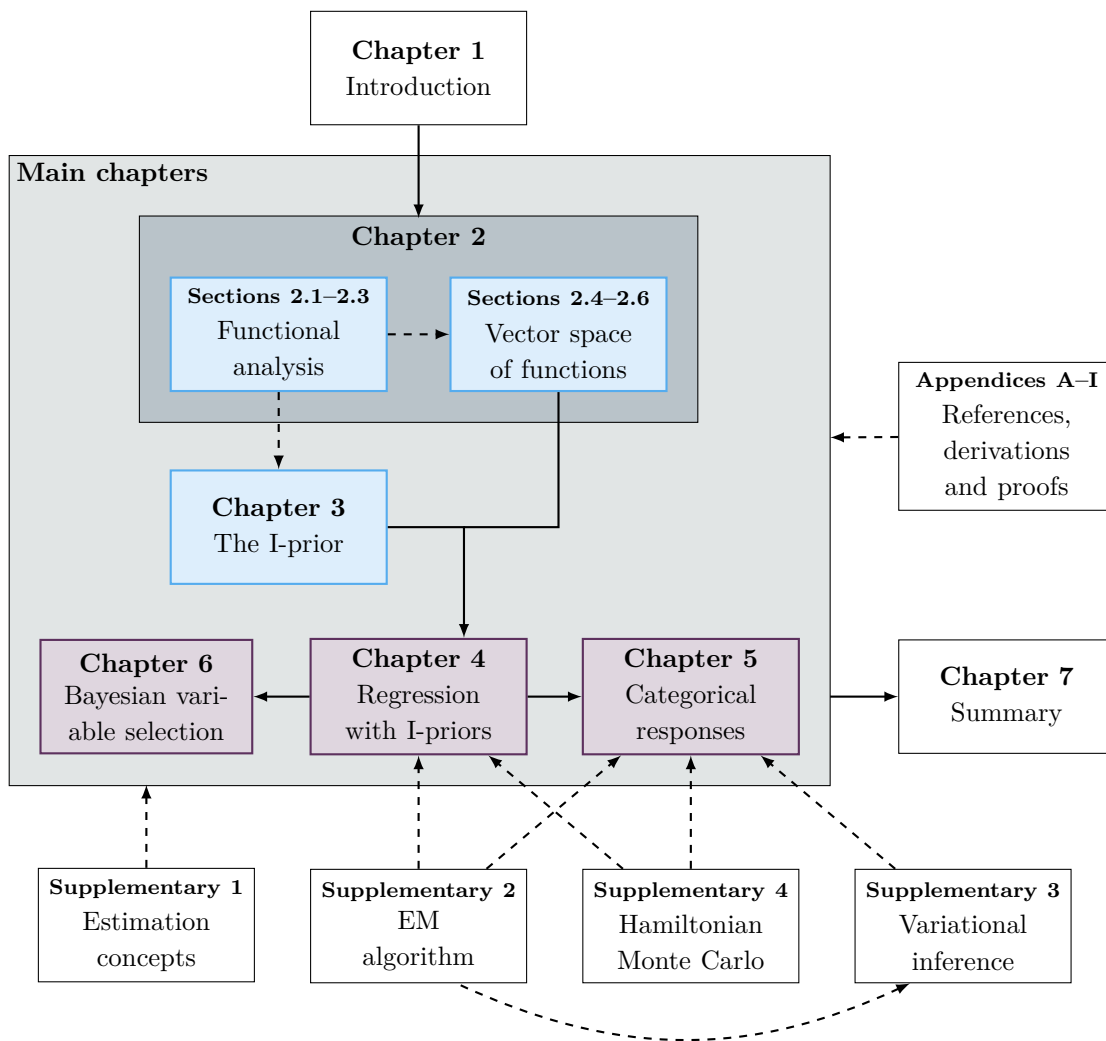 Chapter 1
Introduction
Main chapters
Chapter 2
Sections 2.1–2.3
Functional
analysis
Sections 2.4–2.6
Vector space
of functions
Appendices A–I
References,
derivations
and proofs
Chapter 3
The I-prior
Chapter 6
Bayesian vari-
able selection
Chapter 4
Regression
with I-priors
Chapter 5
Categorical
responses
Chapter 7
Summary
Supplementary 1
Estimation
concepts
Supplementary 2
EM
algorithm
Supplementary 4
Hamiltonian
Monte Carlo
Supplementary 3
Variational
inference